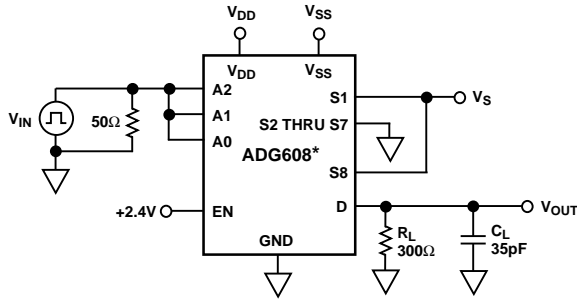 VDD VSS
VDD VSS
A2 S1 VS
VIN 50Ω A1 S2 THRU S7
A0 ADG608*
S8
+2.4V EN D VOUT
GND RL CL
300Ω 35pF